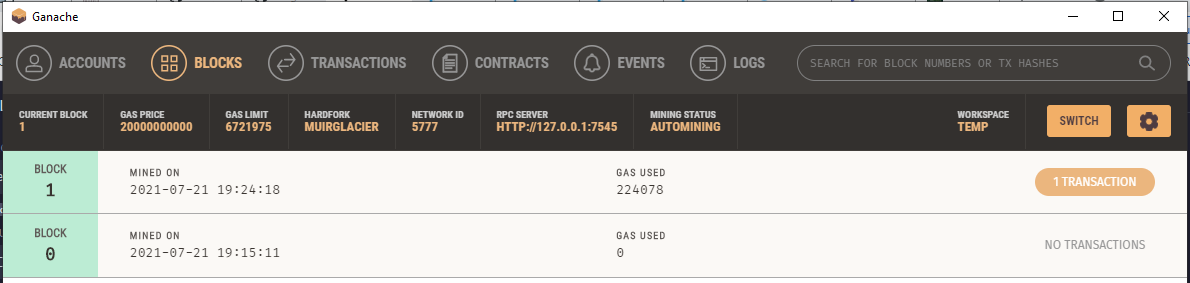 Ganache
ACCOUNTS BLOCKS TRANSACTIONS CONTRACTS EVENTS LOGS SEARCH FOR BLOCK NUMBERS OR TX HASHES
CURRENT BLOCK GAS PRICE GAS LIMIT HARDFORK NETWORK ID RPC SERVER MINING STATUS WORKSPACE SWITCH
1 20000000000 6721975 MUIRGLACIER 5777 HTTP://127.0.0.1:7545 AUTOMINING TEMP
BLOCK MINED ON GAS USED 1 TRANSACTION
1 2021-07-21 19:24:18 224078
BLOCK MINED ON GAS USED NO TRANSACTIONS
0 2021-07-21 19:15:11 0